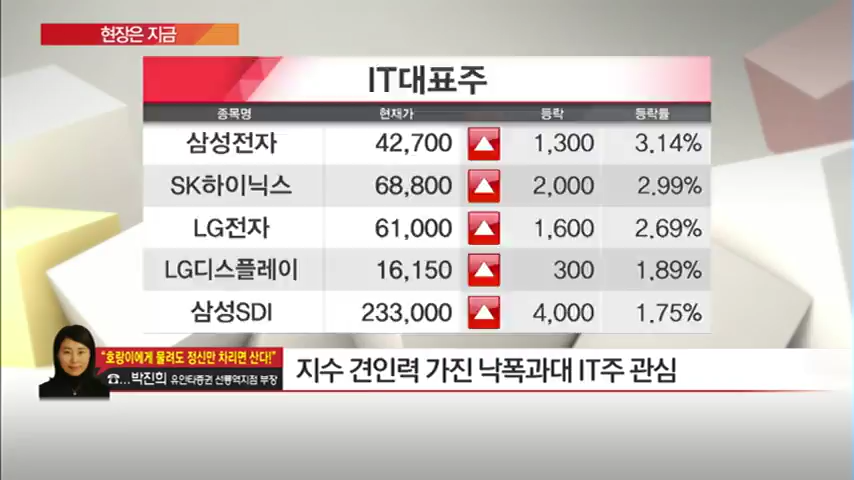 현장은 지금
IT대표주
종목명 현재가 등락 등락률
삼성전자 42,700 1,300 3.14%
SK하이닉스 68,800 2,000 2.99%
LG전자 61,000 1,600 2.69%
LG디스플레이 16,150 300 1.89%
삼성SDI 233,000 4,000 1.75%
"호랑이에게 물려도 정신만 차리면 산다!"
☎...박진희 유안타증권 선릉역지점 부장
지수 견인력 가진 낙폭과대 IT주 관심